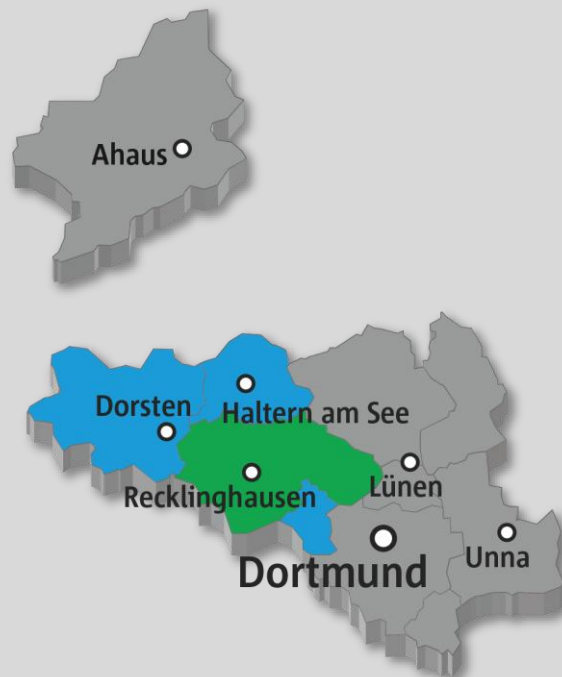 Ahaus
Dorsten
Haltern am See
Recklinghausen
Lünen
Dortmund
Unna